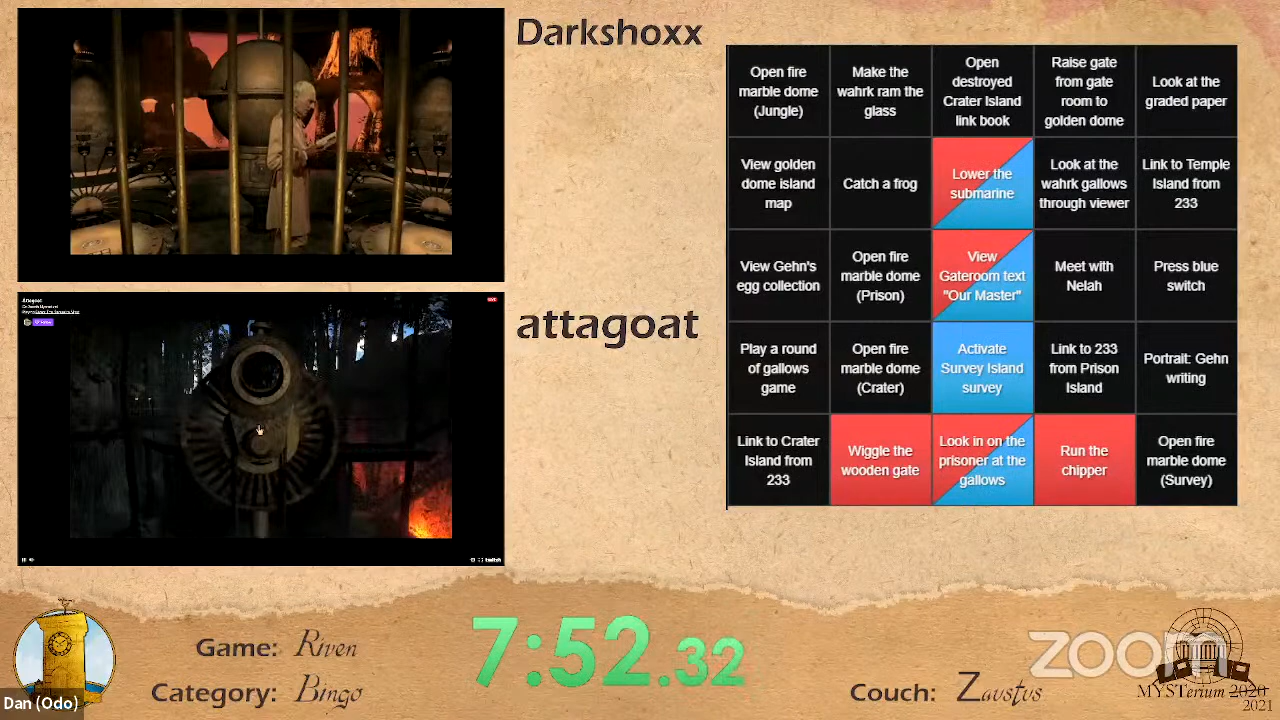 Darkshoxx
attagoat
Open fire
marble dome
(Jungle)
Make the
wahrk ram the
glass
Open
destroyed
Crater Island
link book
Raise gate
from gate
room to
golden dome
Look at the
graded paper
View golden
dome island
map
Catch a frog
Lower the
submarine
Look at the
wahrk gallows
through viewer
Link to Temple
Island from
233
View Gehn's
egg collection
Open fire
marble dome
(Prison)
View
Gateroom text
"Our Master"
Meet with
Nelah
Press blue
switch
Play a round
of gallows
game
Open fire
marble dome
(Crater)
Activate
Survey Island
survey
Link to 233
from Prison
Island
Portrait: Gehn
writing
Link to Crater
Island from
233
Wiggle the
wooden gate
Look in on the
prisoner at the
gallows
Run the
chipper
Open fire
marble dome
(Survey)
Attagoat
LIVE
twitch
Game: Riven
Category: Bingo
7:52.32
Couch: Zaustus
zoom
MYSTerium 2020
2021
Dan (Odo)